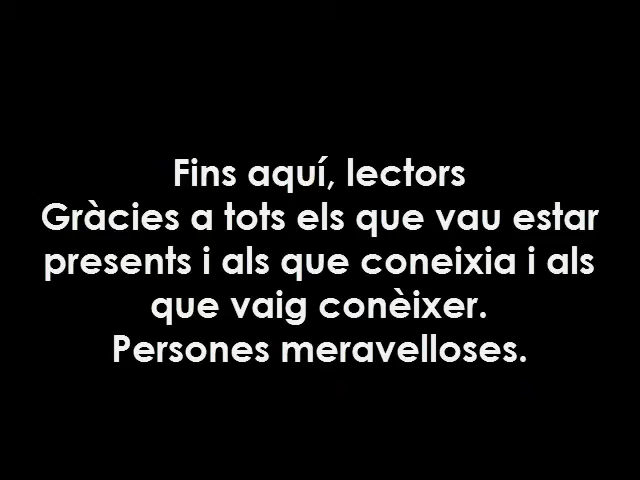 Fins aquí, lectors
Gràcies a tots els que vau estar
presents i als que coneixia i als
que vaig conèixer.
Persones meravelloses.